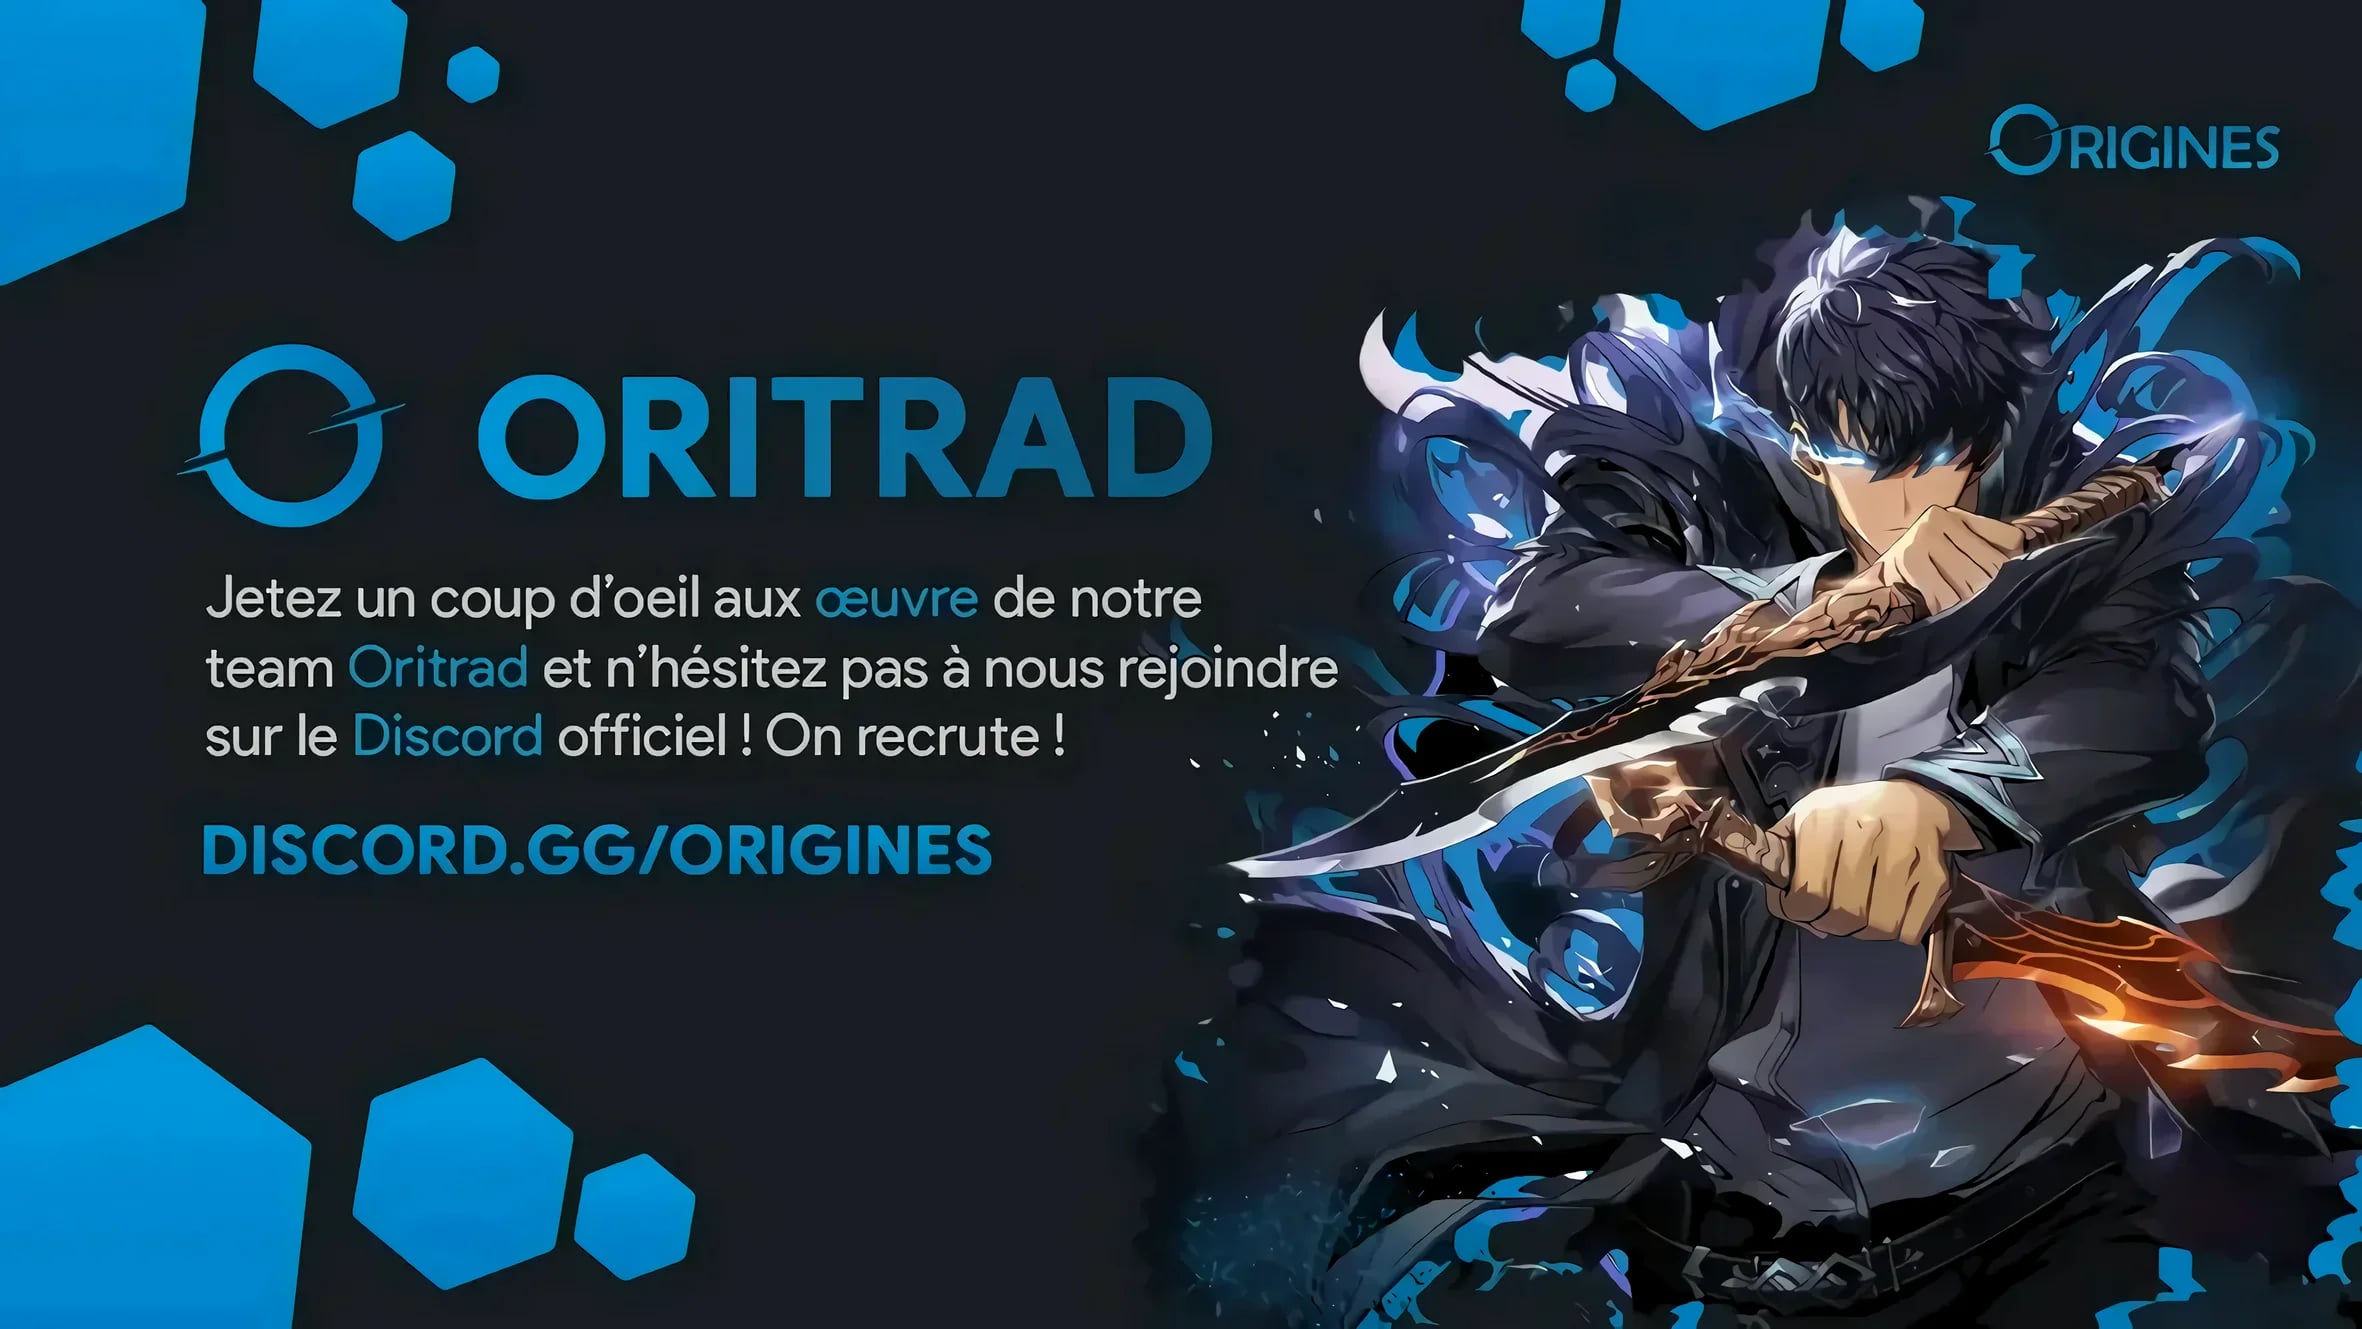 ORIGINES
ORITRAD
Jetez un coup d’oeil aux œuvre de notre
team Oritrad et n’hésitez pas à nous rejoindre
sur le Discord officiel ! On recrute !
DISCORD.GG/ORIGINES